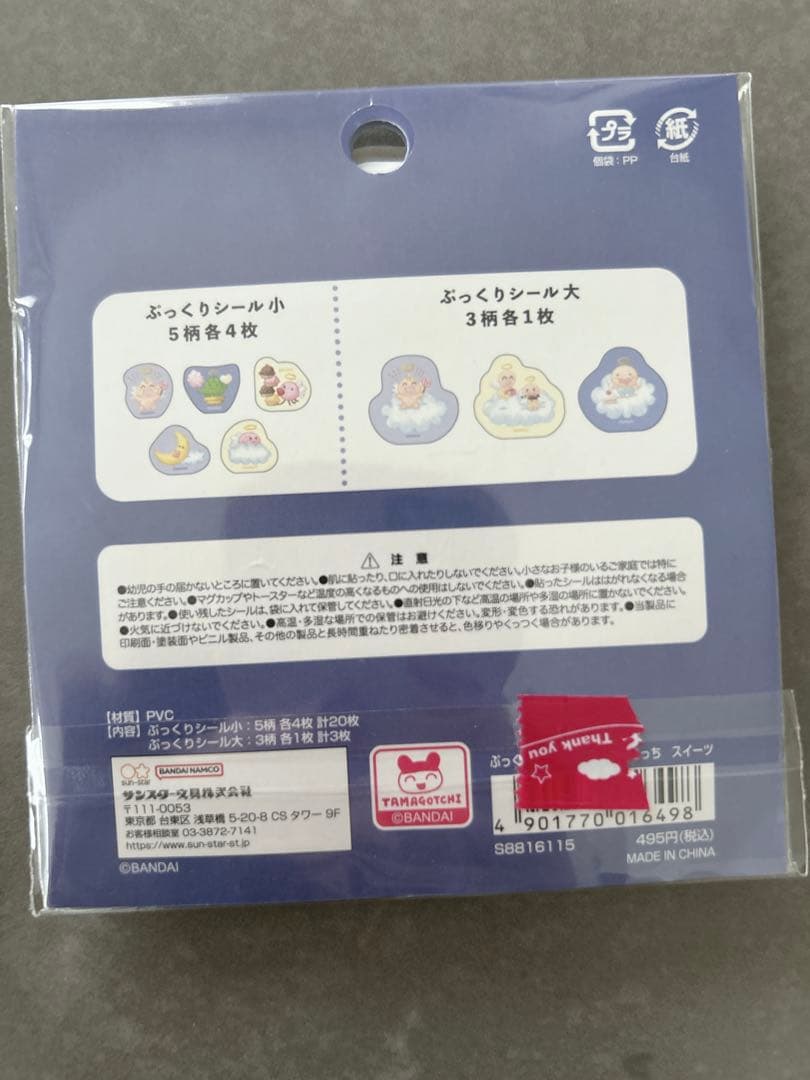 プラ
個袋：PP
紙
台紙
ぷっくりシール 小
5柄各4枚
ぷっくりシール 大
3柄各1枚
⚠ 注意
●幼児の手の届かないところに置いてください。●肌に貼ったり、口に入れたりしないでください。小さなお子様のいるご家庭では特に
ご注意ください。●マグカップやトースターなど温度の高くなるものへの使用はしないでください。●貼ったシールははがれなくなる場合
があります。●使い残したシールは、袋に入れて保管してください。●直射日光の下など高温の場所や多湿の場所に置かないでください。
●火気に近づけないでください。●高温・多湿な場所での保管はお避けください。変形・変色する恐れがあります。●当製品に
印刷面・塗装面やビニル製品、その他の製品と長時間重ねたり密着させると、色移りやくっつく場合があります。
【材質】PVC
【内容】ぷっくりシール小：5柄 各4枚 計20枚
ぷっくりシール大：3柄 各1枚 計3枚
sun-star
BANDAI NAMCO
サンスター文具株式会社
〒111-0053
東京都 台東区 浅草橋 5-20-8 CS タワー 9F
お客様相談室 03-3872-7141
https://www.sun-star-st.jp
©BANDAI
TAMAGOTCHI
©BANDAI
Thank you
ぷっ
っち スイーツ
4 901770 016498
S8816115
495円(税込)
MADE IN CHINA